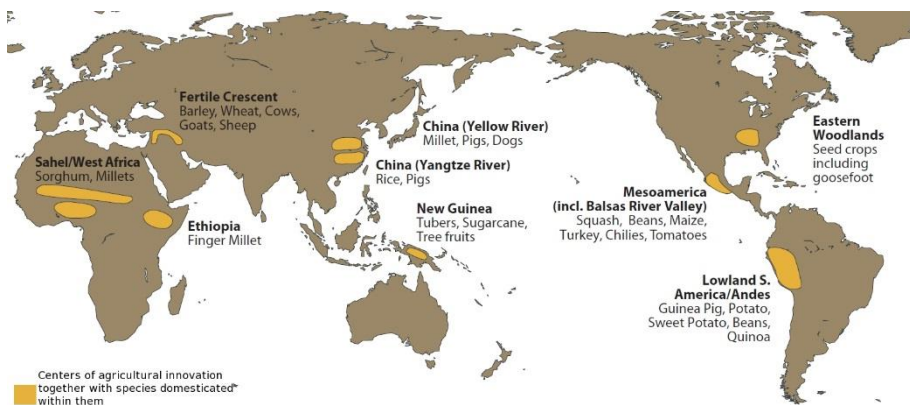 Fertile Crescent
Barley, Wheat, Cows,
Goats, Sheep
Sahel/West Africa
Sorghum, Millets
Ethiopia
Finger Millet
China (Yellow River)
Millet, Pigs, Dogs
China (Yangtze River)
Rice, Pigs
New Guinea
Tubers, Sugarcane,
Tree fruits
Eastern
Woodlands
Seed crops
including
goosefoot
Mesoamerica
(incl. Balsas River Valley)
Squash, Beans, Maize,
Turkey, Chilies, Tomatoes
Lowland S.
America/Andes
Guinea Pig, Potato,
Sweet Potato, Beans,
Quinoa
Centers of agricultural innovation
together with species domesticated
within them